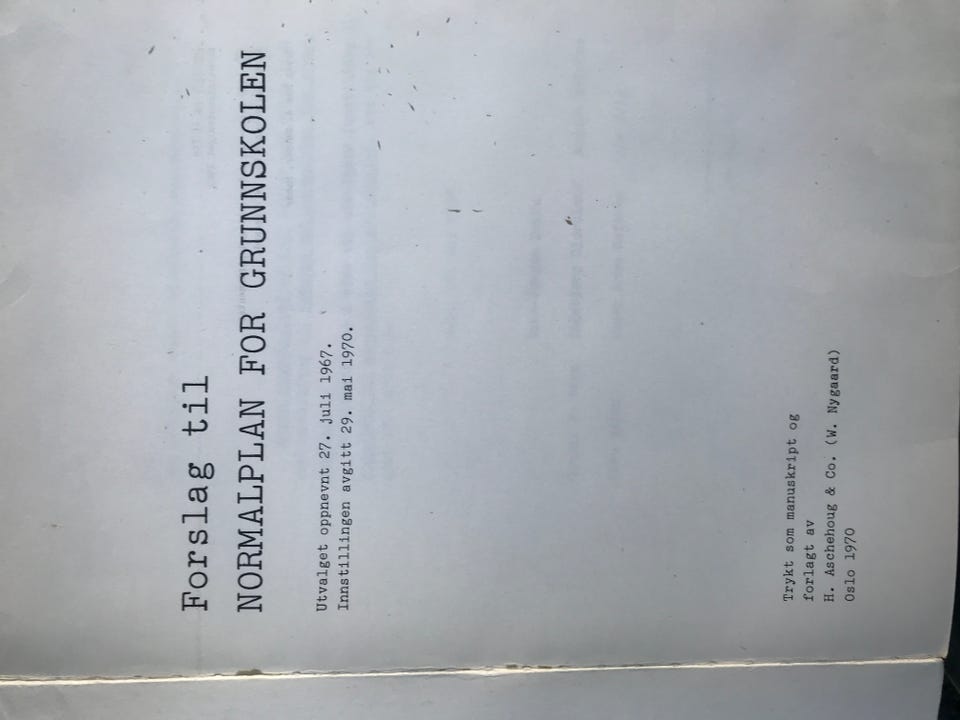 Forslag til
NORMALPLAN FOR GRUNNSKOLEN
Utvalget oppnevnt 27. juli 1967.
Innstillingen avgitt 29. mai 1970.
Trykt som manuskript og
forlagt av
H. Aschehoug & Co. (W. Nygaard)
Oslo 1970